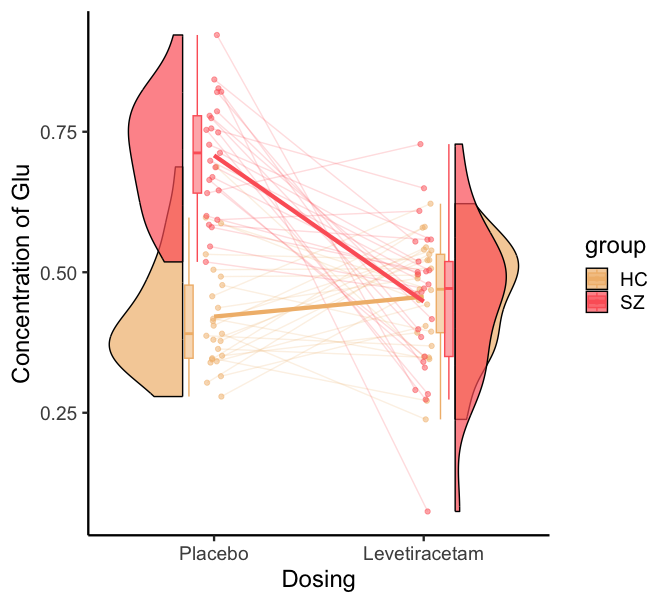 Concentration of Glu
0.75
0.50
0.25
Placebo
Levetiracetam
Dosing
group
HC
SZ